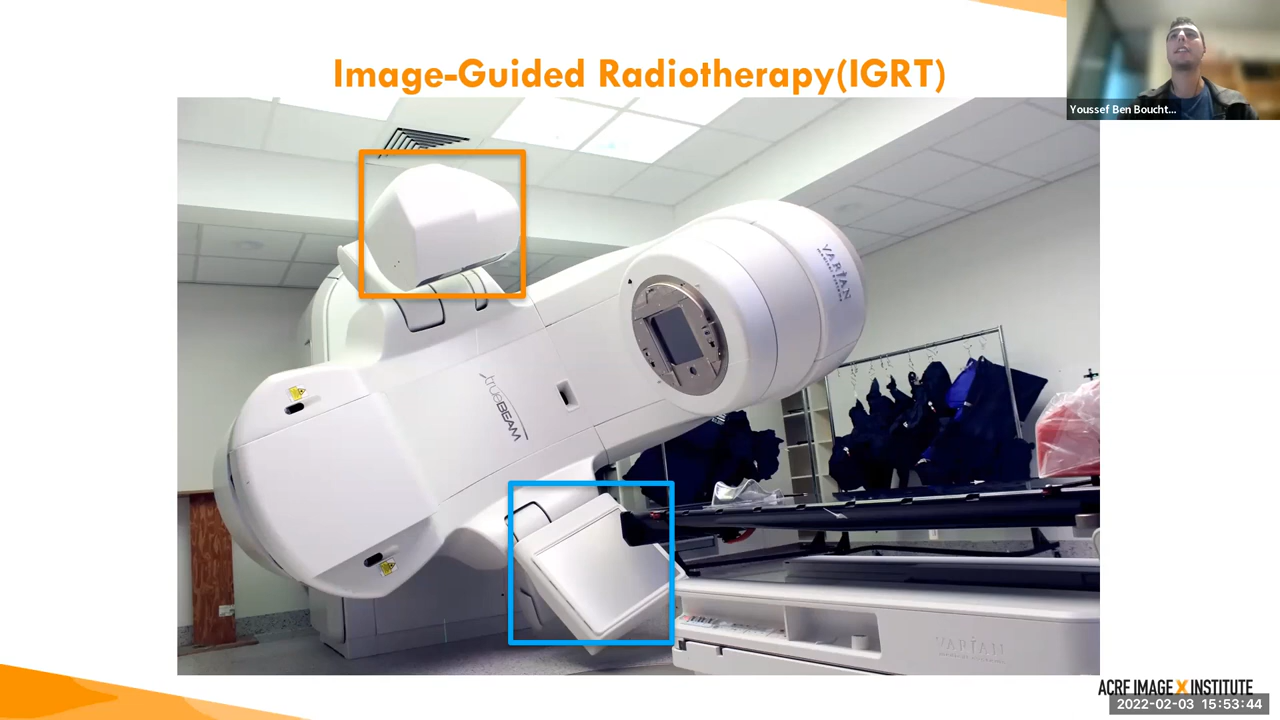 Image-Guided Radiotherapy(IGRT)
Youssef Ben Boucht...
VARIAN
TRUEBEAM
VARIAN
ACRF IMAGE X INSTITUTE
2022-02-03 15:53:44